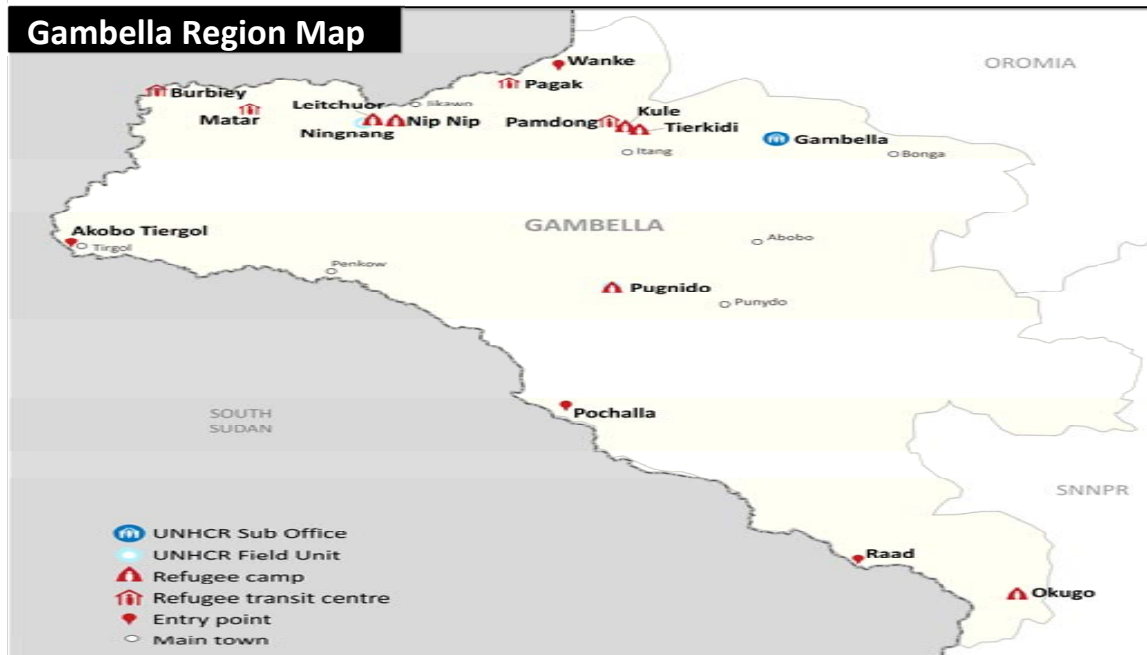 Gambella Region Map
Wanke
OROMIA
Burbiey
Pagak
Leitchuor
Jikawo
Kule
Matar
Nip Nip
Pamdong
Tierkidi
Ningnang
Gambella
Itang
Bonga
Akobo Tiergol
Tirgol
GAMBELLA
Abobo
Penkow
Pugnido
Punydo
Pochalla
SOUTH
SUDAN
SNNPR
Raad
Okugo
UNHCR Sub Office
UNHCR Field Unit
Refugee camp
Refugee transit centre
Entry point
Main town